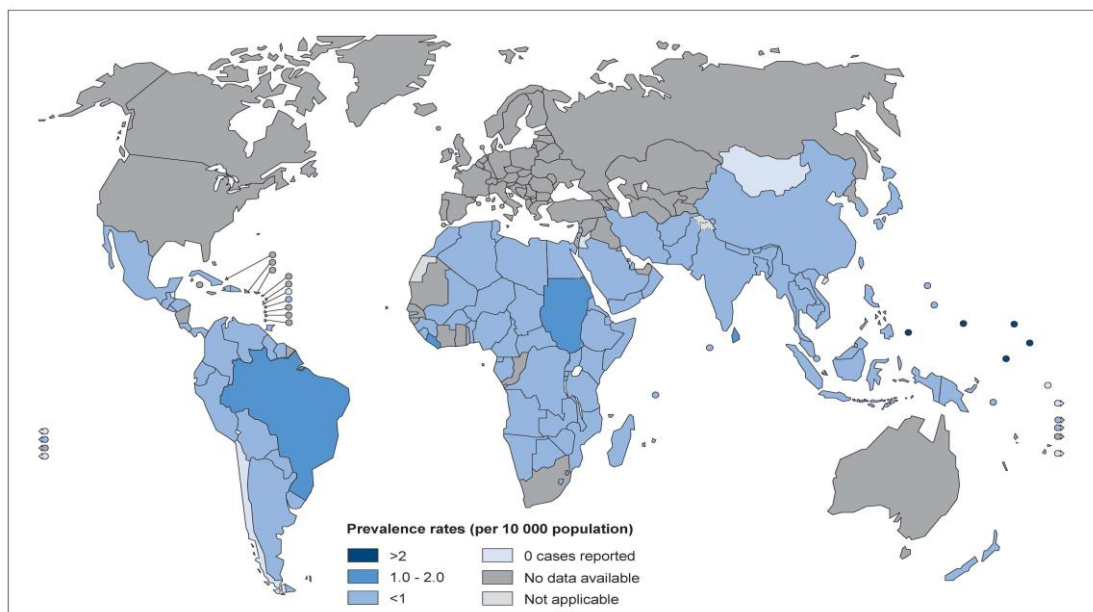 Prevalence rates (per 10 000 population)
>2
1.0 - 2.0
<1
0 cases reported
No data available
Not applicable